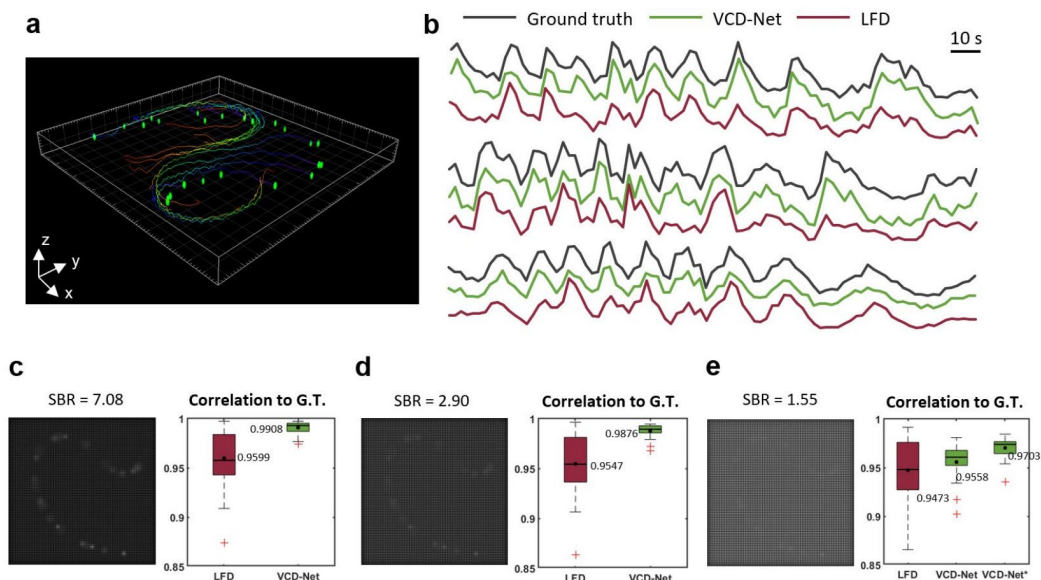 a
z
y
x
b
Ground truth VCD-Net LFD
10 s
c
SBR = 7.08
Correlation to G.T.
1
0.95
0.9
0.85
0.9599
0.9908
LFD VCD-Net
d
SBR = 2.90
Correlation to G.T.
1
0.95
0.9
0.85
0.9547
0.9876
LFD VCD-Net
e
SBR = 1.55
Correlation to G.T.
1
0.95
0.9
0.85
0.9473
0.9558
0.9703
LFD VCD-Net VCD-Net*